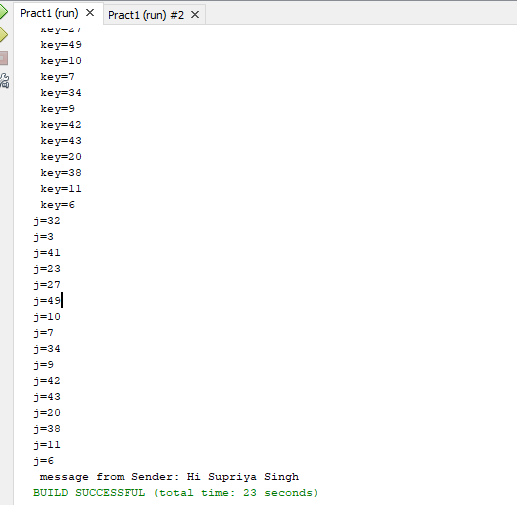 Pract1 (run) Pract1 (run) #2
key=27
key=49
key=10
key=7
key=34
key=9
key=42
key=43
key=20
key=38
key=11
key=6
j=32
j=3
j=41
j=23
j=27
j=49
j=10
j=7
j=34
j=9
j=42
j=43
j=20
j=38
j=11
j=6
message from Sender: Hi Supriya Singh
BUILD SUCCESSFUL (total time: 23 seconds)